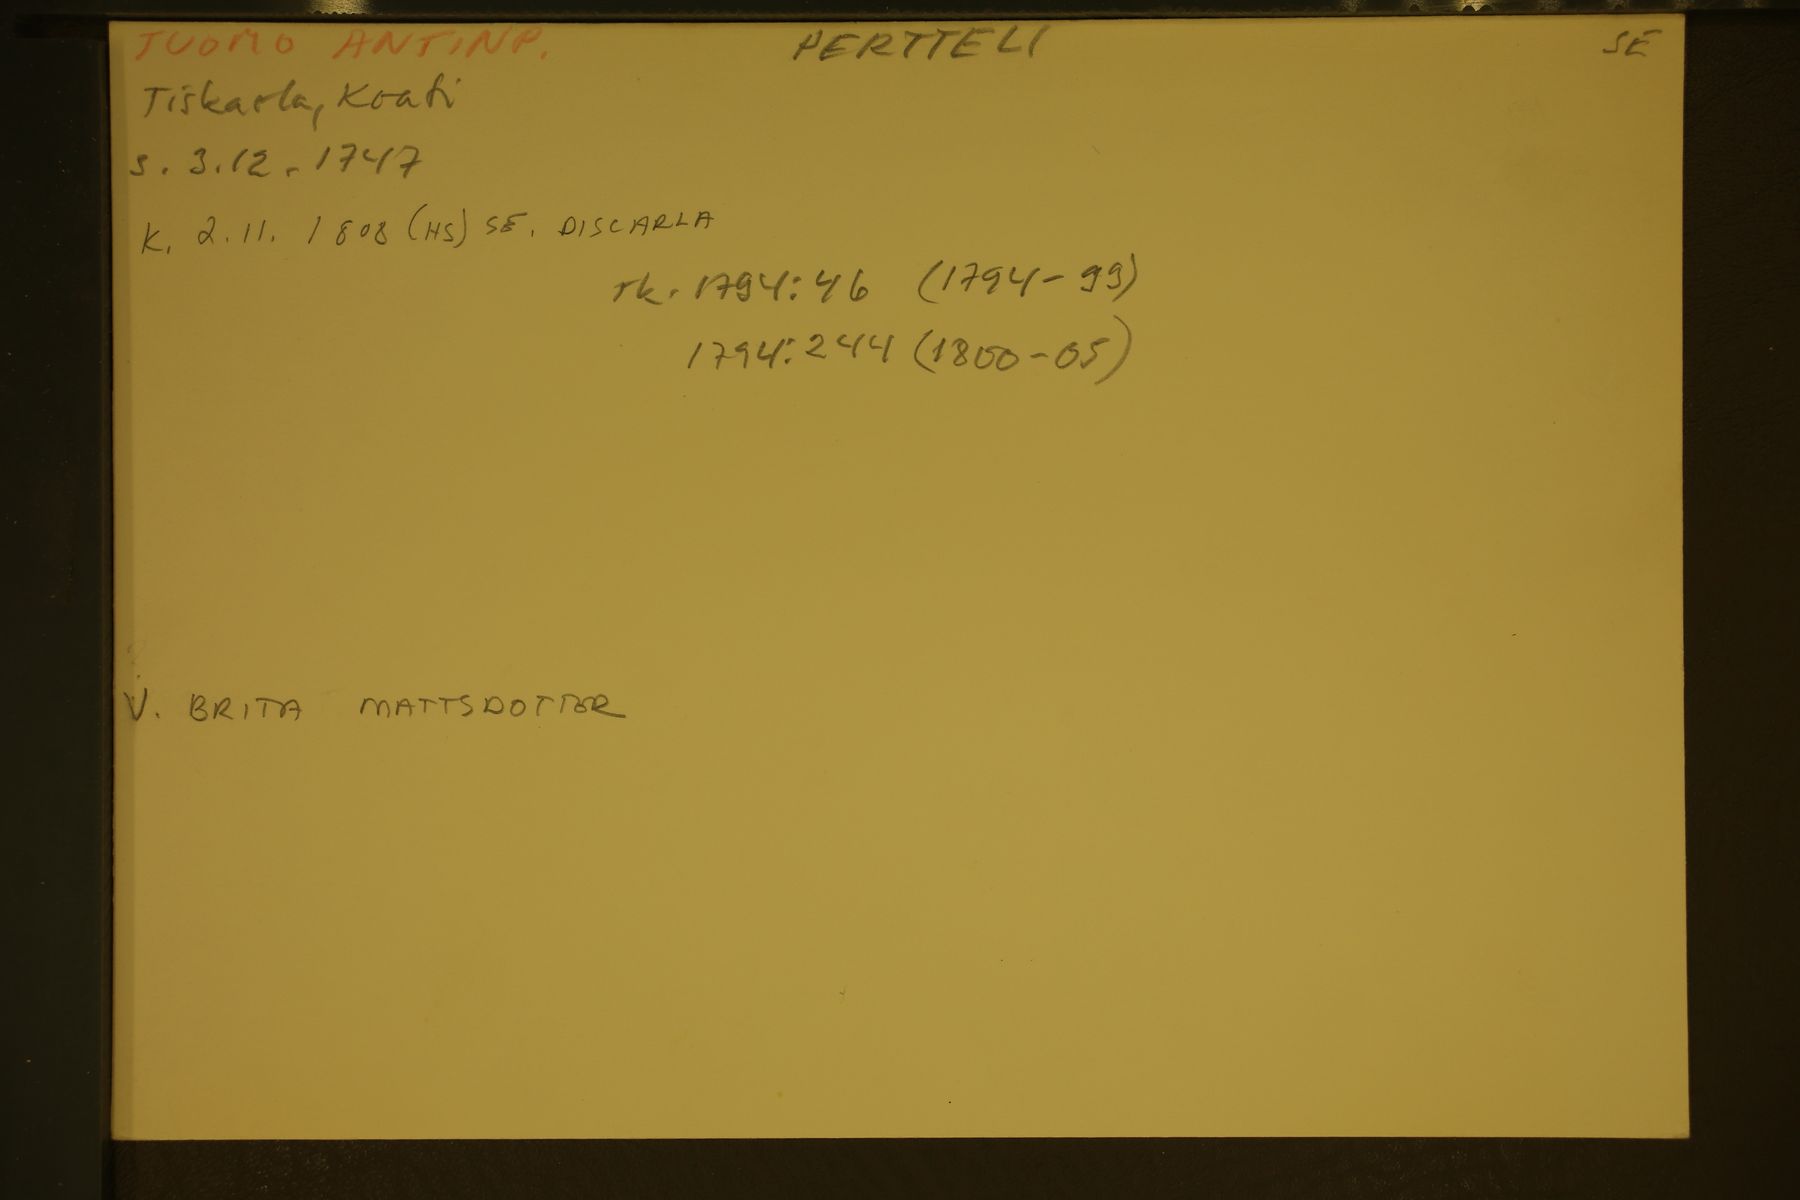 TUOMO ANTINP. PERTTELI SE
Tiskarla, Koati
s. 3.12.1747
K. 2.11. 1808 (HS) SE. DISCARLA
rk. 1794:46 (1794-99)
1794:244 (1800-05)
V. BRITA MATTSDOTTER